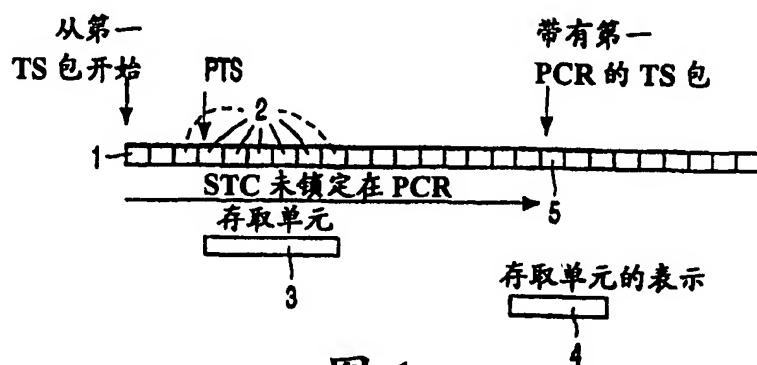 从第一
TS 包开始
PTS
带有第一
PCR 的 TS 包
2
1
STC 未锁定在 PCR
5
存取单元
3
存取单元的表示
4